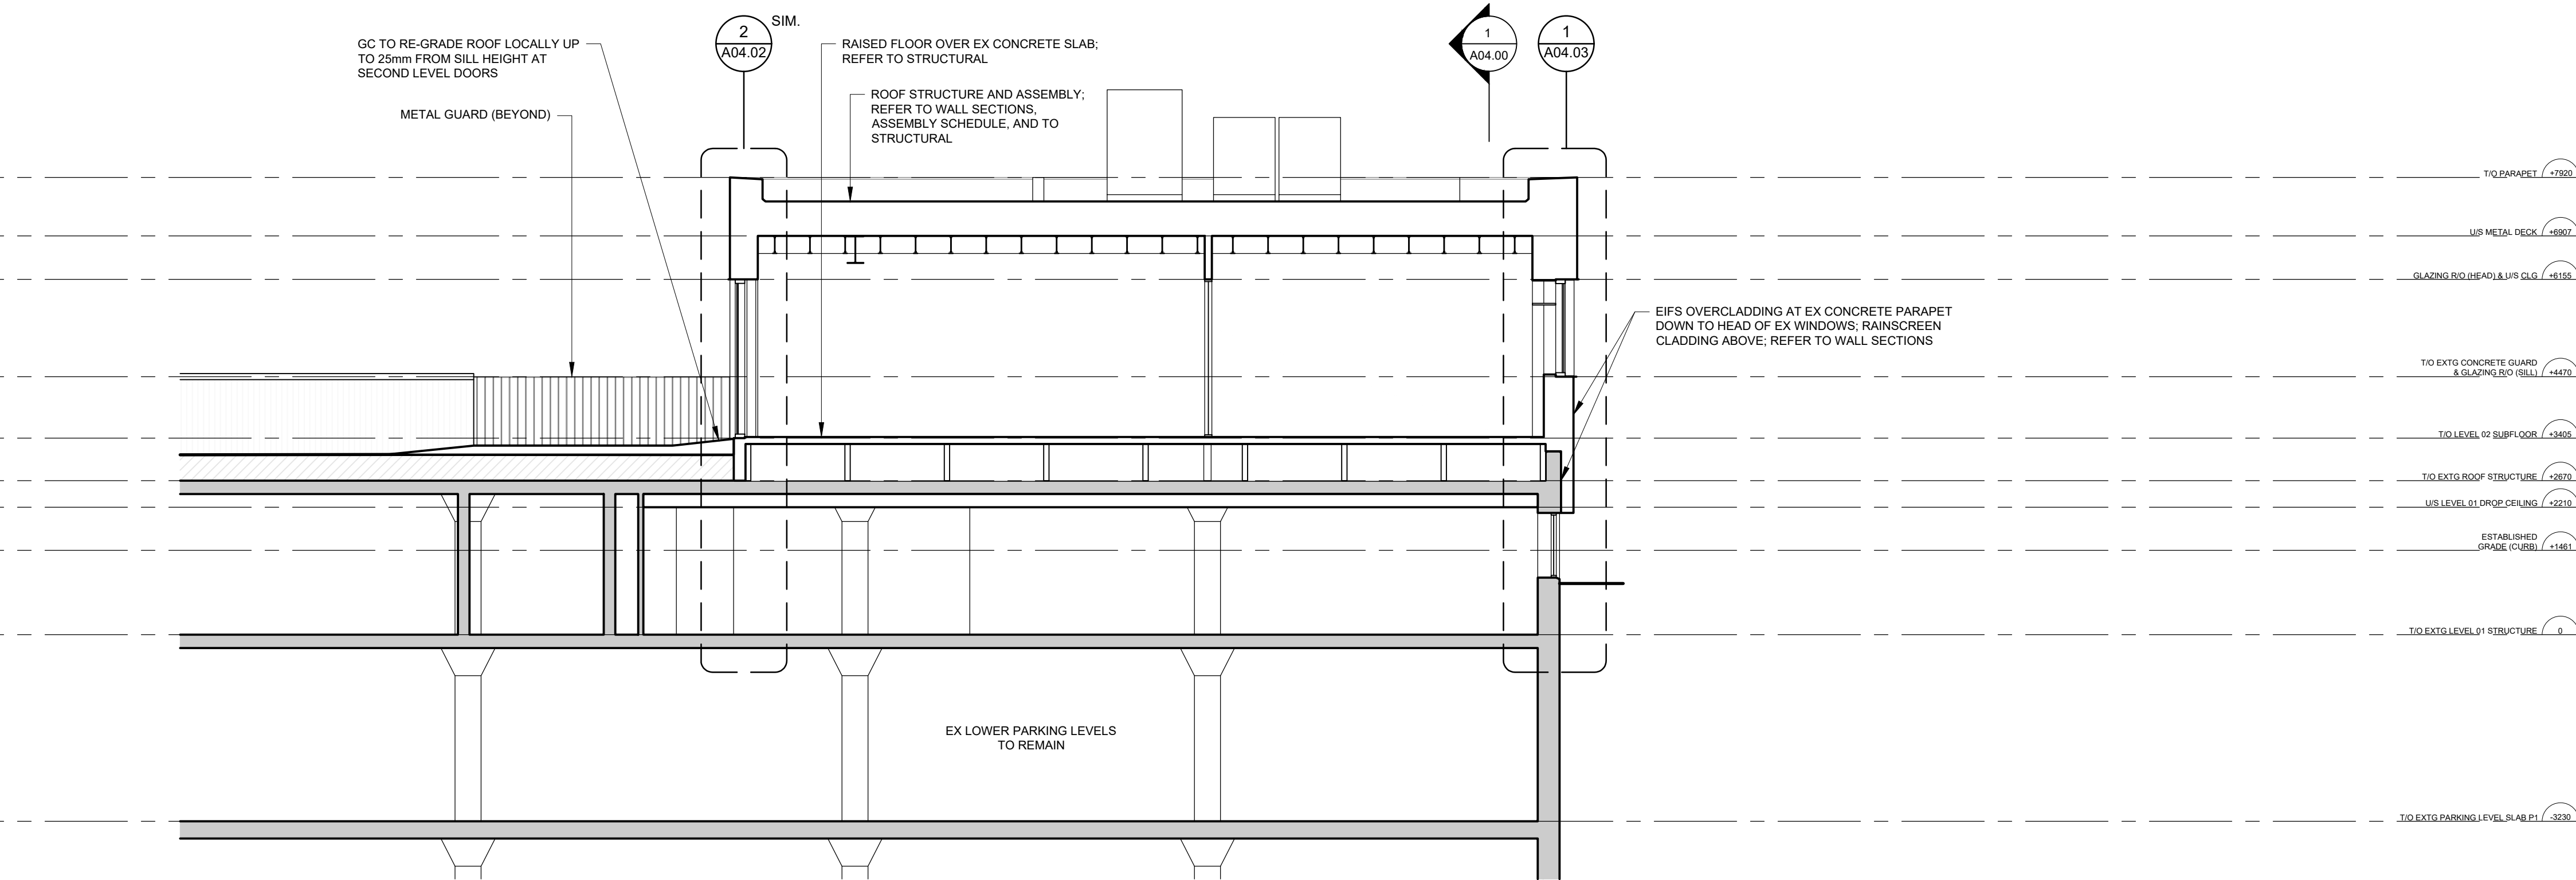 2
A04.02
SIM.
1
A04.00
1
A04.03
GC TO RE-GRADE ROOF LOCALLY UP
TO 25mm FROM SILL HEIGHT AT
SECOND LEVEL DOORS
METAL GUARD (BEYOND)
RAISED FLOOR OVER EX CONCRETE SLAB;
REFER TO STRUCTURAL
ROOF STRUCTURE AND ASSEMBLY;
REFER TO WALL SECTIONS,
ASSEMBLY SCHEDULE, AND TO
STRUCTURAL
T/O PARAPET +7920
U/S METAL DECK +6907
GLAZING R/O (HEAD) & U/S CLG +6155
EIFS OVERCLADDING AT EX CONCRETE PARAPET
DOWN TO HEAD OF EX WINDOWS; RAINSCREEN
CLADDING ABOVE; REFER TO WALL SECTIONS
T/O EXTG CONCRETE GUARD
& GLAZING R/O (SILL) +4470
T/O LEVEL 02 SUBFLOOR +3405
T/O EXTG ROOF STRUCTURE +2670
U/S LEVEL 01 DROP CEILING +2210
ESTABLISHED
GRADE (CURB) +1461
T/O EXTG LEVEL 01 STRUCTURE 0
EX LOWER PARKING LEVELS
TO REMAIN
T/O EXTG PARKING LEVEL SLAB P1 -3230